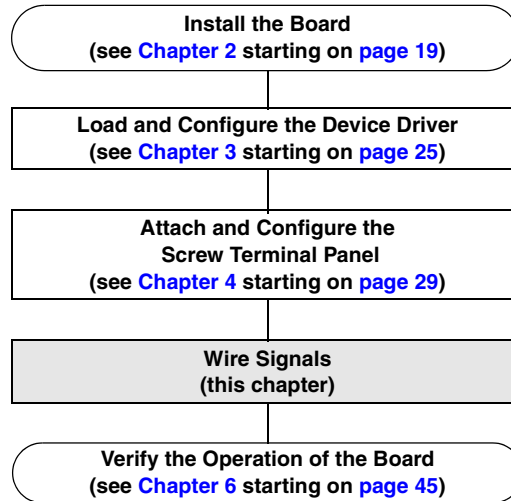 Install the Board
(see Chapter 2 starting on page 19)
Load and Configure the Device Driver
(see Chapter 3 starting on page 25)
Attach and Configure the
Screw Terminal Panel
(see Chapter 4 starting on page 29)
Wire Signals
(this chapter)
Verify the Operation of the Board
(see Chapter 6 starting on page 45)